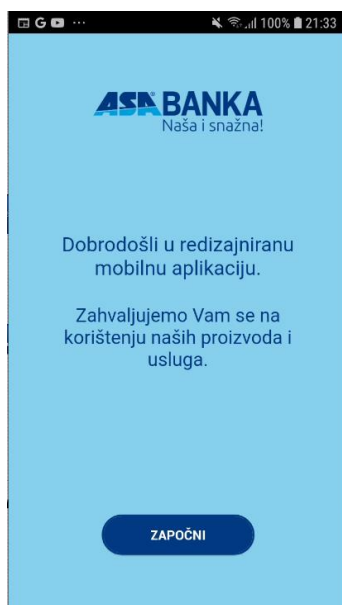 G ... 100% 21:33
ASA BANKA
Naša i snažna!
Dobrodošli u redizajniranu
mobilnu aplikaciju.
Zahvaljujemo Vam se na
korištenju naših proizvoda i
usluga.
ZAPOČNI